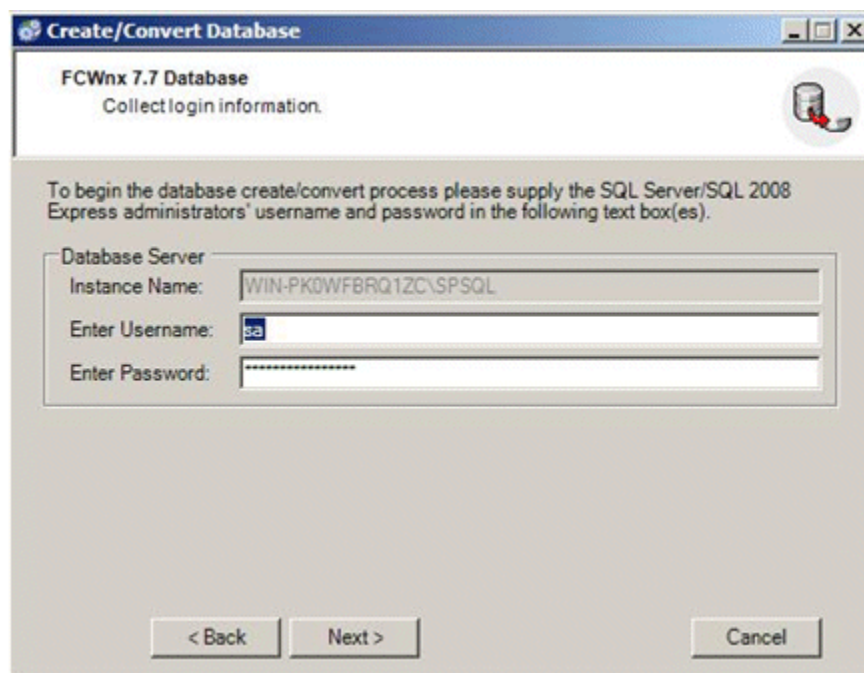 Create/Convert Database
FCWnx 7.7 Database
Collect login information.
To begin the database create/convert process please supply the SQL Server/SQL 2008
Express administrators' username and password in the following text box(es).
Database Server
Instance Name: WIN-PK0WFBRQ1ZC\SPSQL
Enter Username: sa
Enter Password: ----------------
< Back Next > Cancel